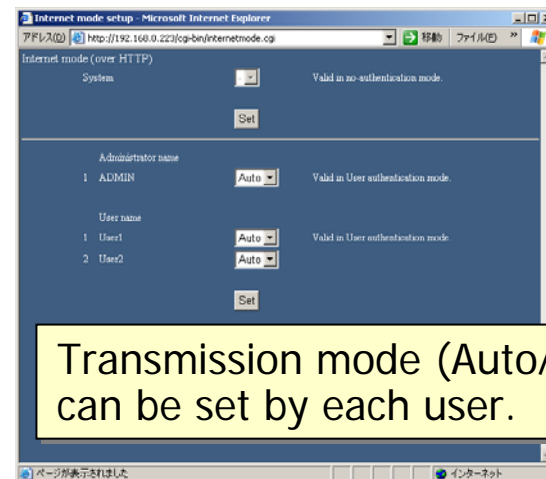 Internet mode setup - Microsoft Internet Explorer
アドレス(D) http://192.168.0.223/cgi-bin/internetmode.cgi 移動 ファイル(F) »
Internet mode (over HTTP)
System - Valid in no-authentication mode.
Set
Administrator name
1 ADMIN Auto Valid in User authentication mode.
User name
1 User1 Auto Valid in User authentication mode.
2 User2 Auto
Set
Transmission mode (Auto/
can be set by each user.
ページが表示されました インターネット